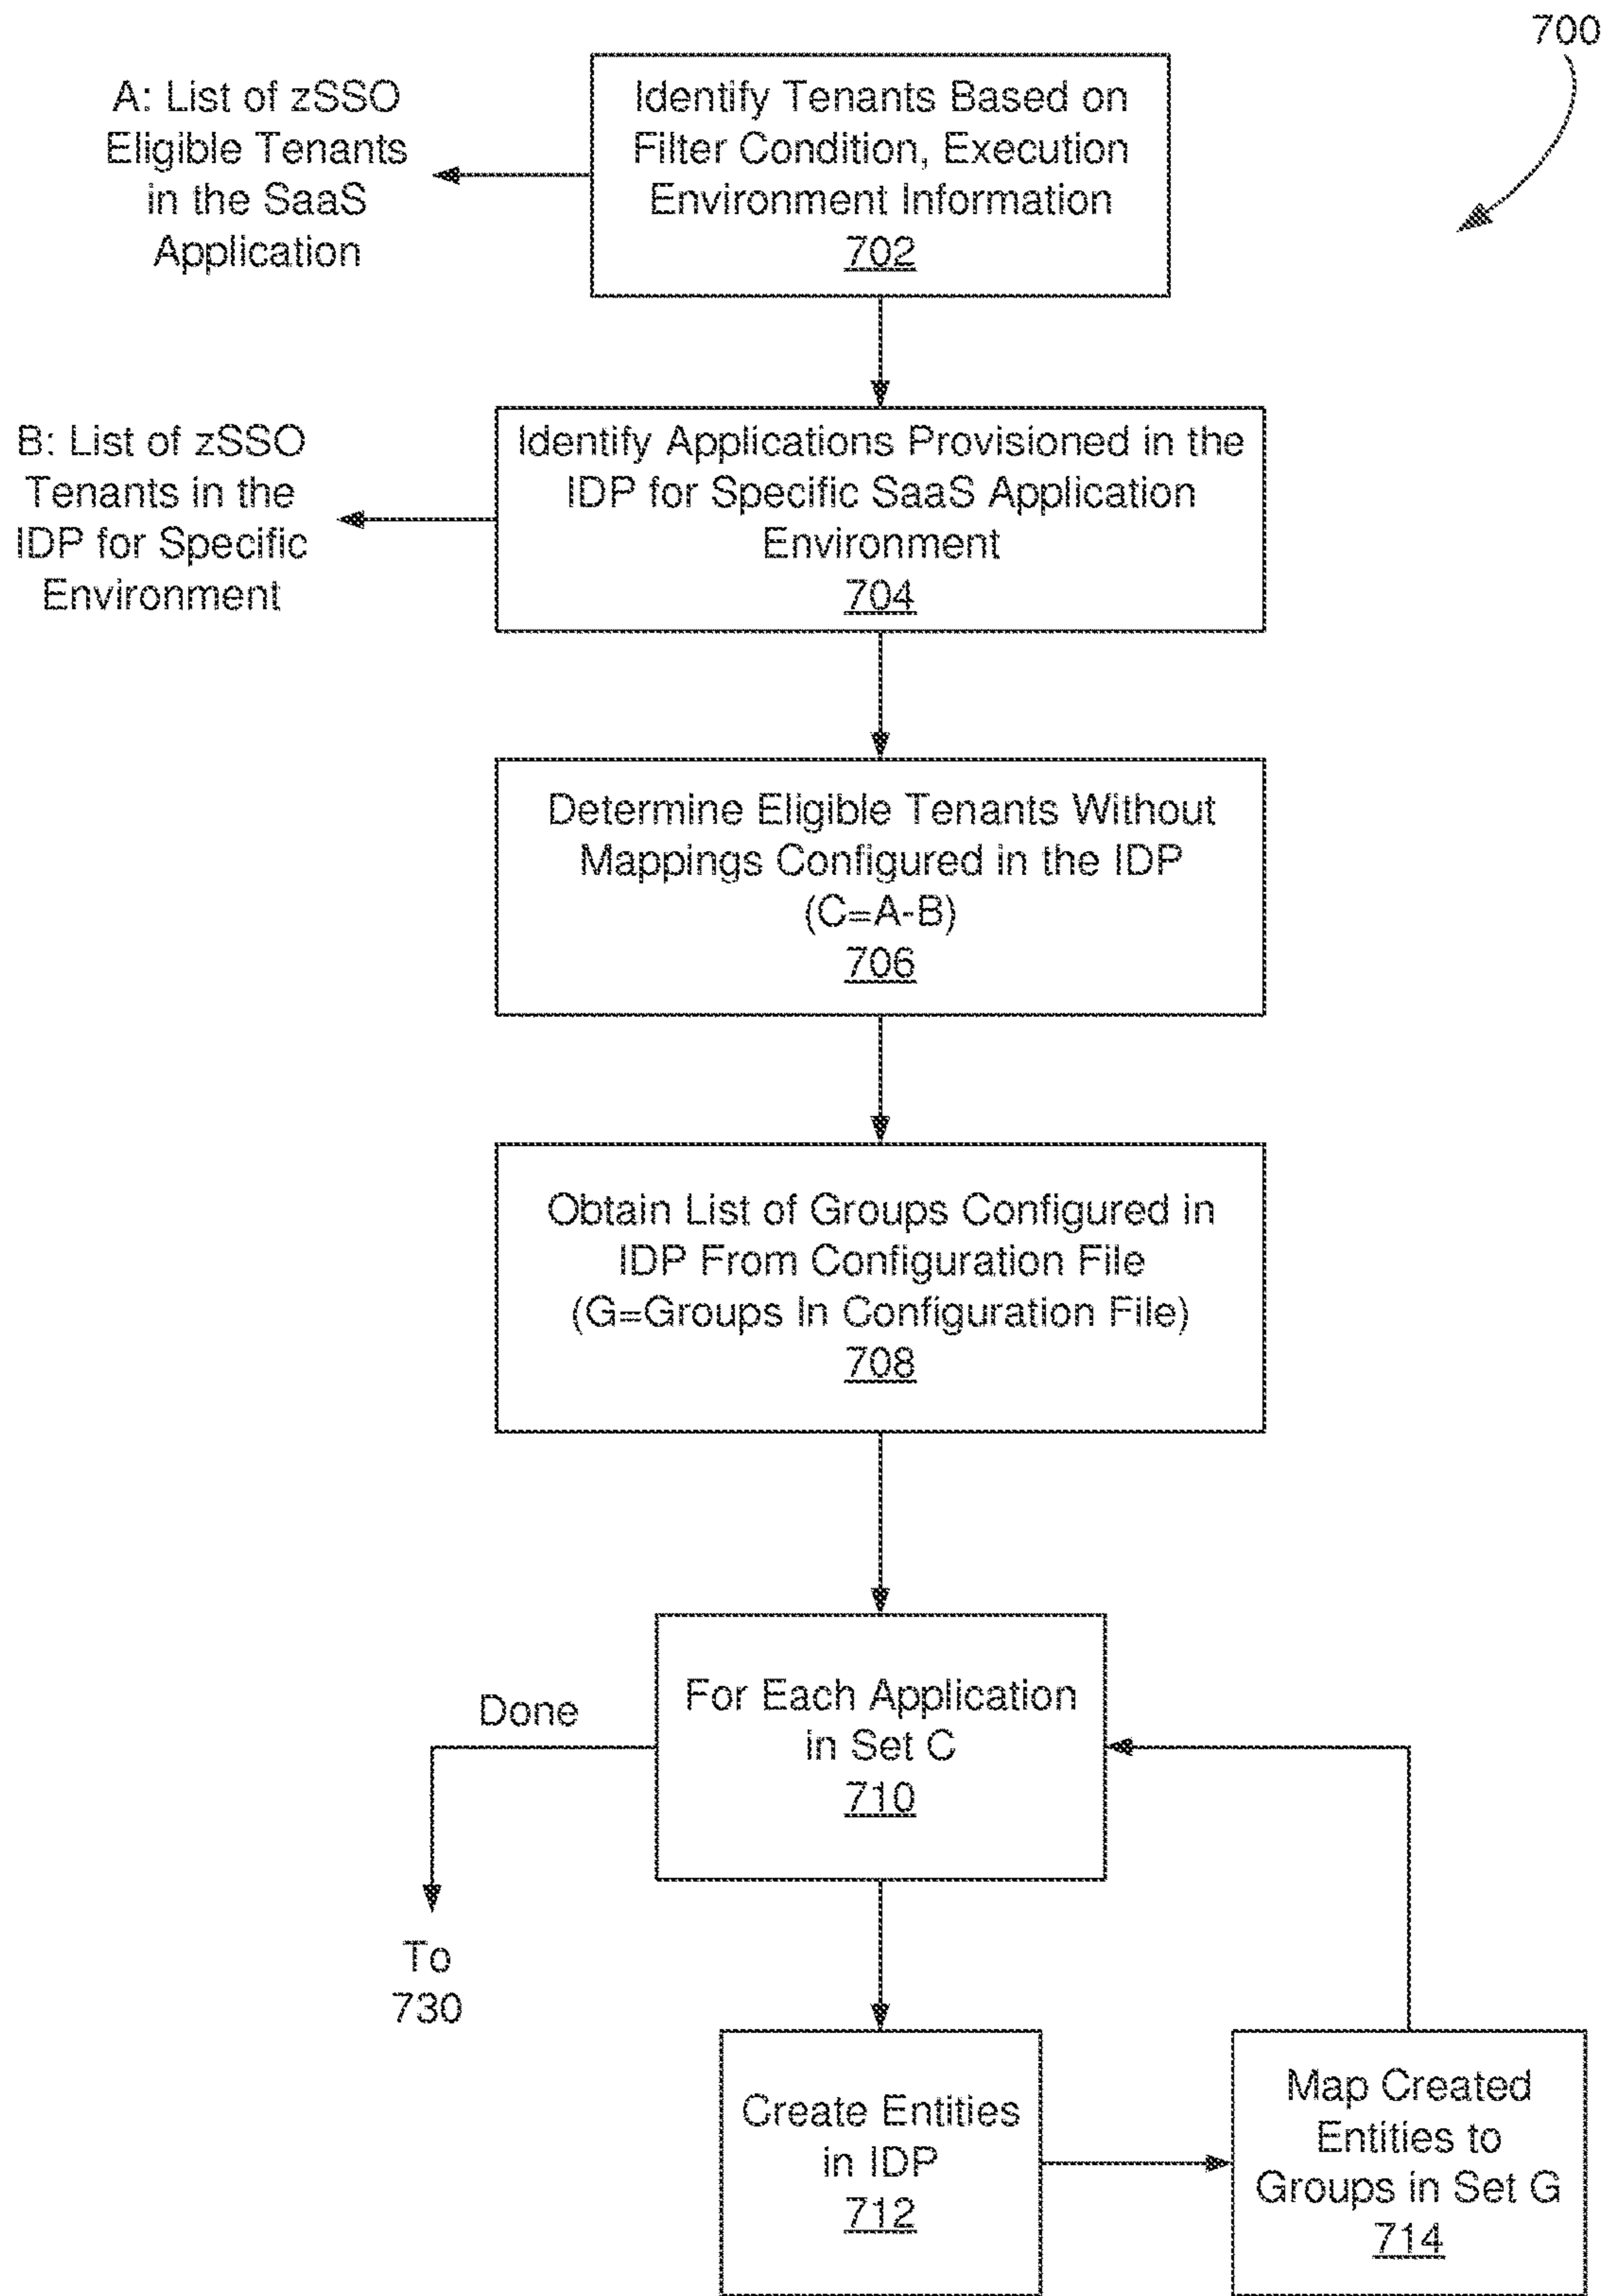 700
A: List of zSSO
Eligible Tenants
in the SaaS
Application
Identify Tenants Based on
Filter Condition, Execution
Environment Information
702
B: List of zSSO
Tenants in the
IDP for Specific
Environment
Identify Applications Provisioned in the
IDP for Specific SaaS Application
Environment
704
Determine Eligible Tenants Without
Mappings Configured in the IDP
(C=A-B)
706
Obtain List of Groups Configured in
IDP From Configuration File
(G=Groups In Configuration File)
708
For Each Application
in Set C
710
Done
To
730
Create Entities
in IDP
712
Map Created
Entities to
Groups in Set G
714